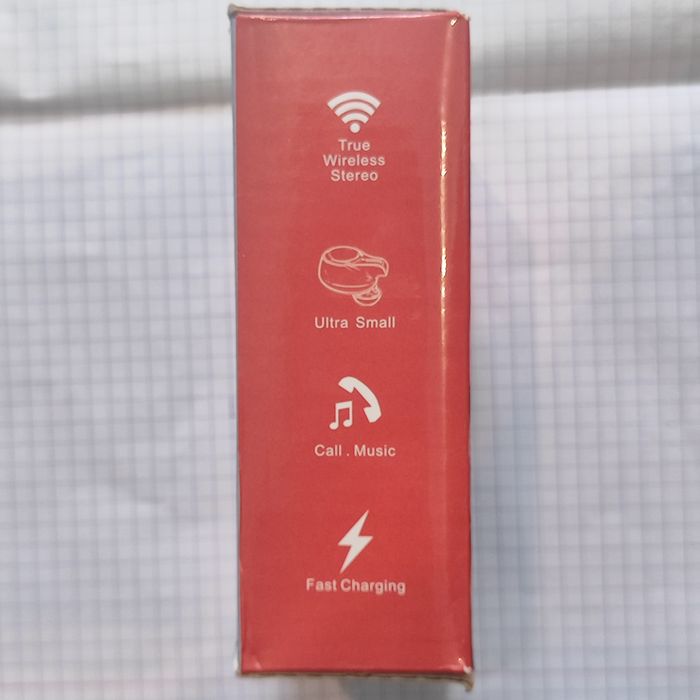 True
Wireless
Stereo
Ultra Small
Call . Music
Fast Charging